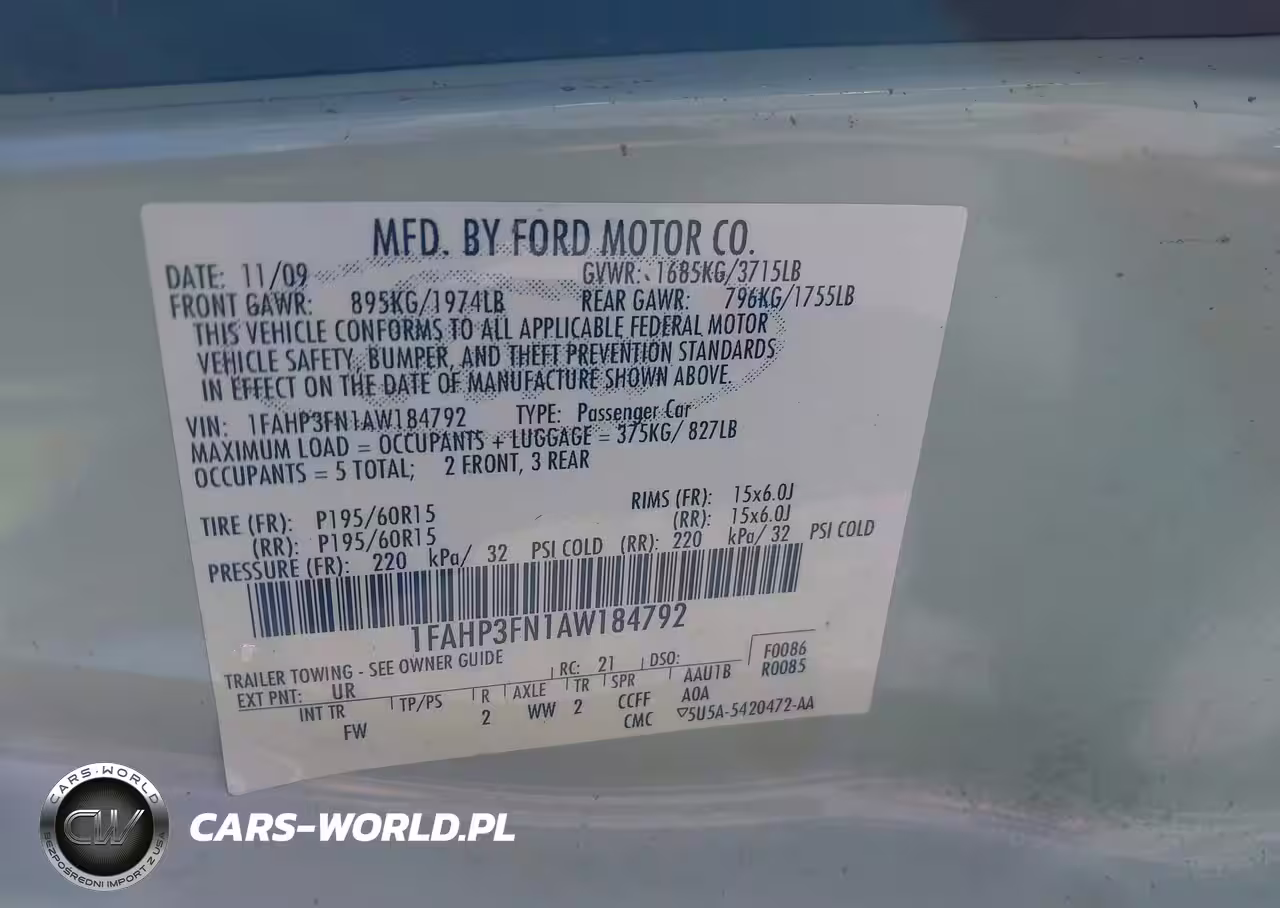 MFD. BY FORD MOTOR CO.
DATE: 11/09 GVWR: 1685KG/3715LB
FRONT GAWR: 895KG/1974LB REAR GAWR: 796KG/1755LB
THIS VEHICLE CONFORMS TO ALL APPLICABLE FEDERAL MOTOR
VEHICLE SAFETY, BUMPER, AND THEFT PREVENTION STANDARDS
IN EFFECT ON THE DATE OF MANUFACTURE SHOWN ABOVE.
VIN: 1FAHP3FN1AW184792 TYPE: Passenger Car
MAXIMUM LOAD = OCCUPANTS + LUGGAGE = 375KG/ 827LB
OCCUPANTS = 5 TOTAL; 2 FRONT, 3 REAR
TIRE (FR): P195/60R15 RIMS (FR): 15x6.0J
(RR): P195/60R15 (RR): 15x6.0J
PRESSURE (FR): 220 kPa/ 32 PSI COLD (RR): 220 kPa/ 32 PSI COLD
1FAHP3FN1AW184792
TRAILER TOWING - SEE OWNER GUIDE
EXT PNT: UR RC: 21 DSO: F0086
AAU1B R0085
INT TR TP/PS R AXLE TR SPR A0A
FW 2 WW 2 CCFF
CMC ▽5U5A-5420472-AA
CARS-WORLD
CW
BEZPOŚREDNI IMPORT Z USA
CARS-WORLD.PL